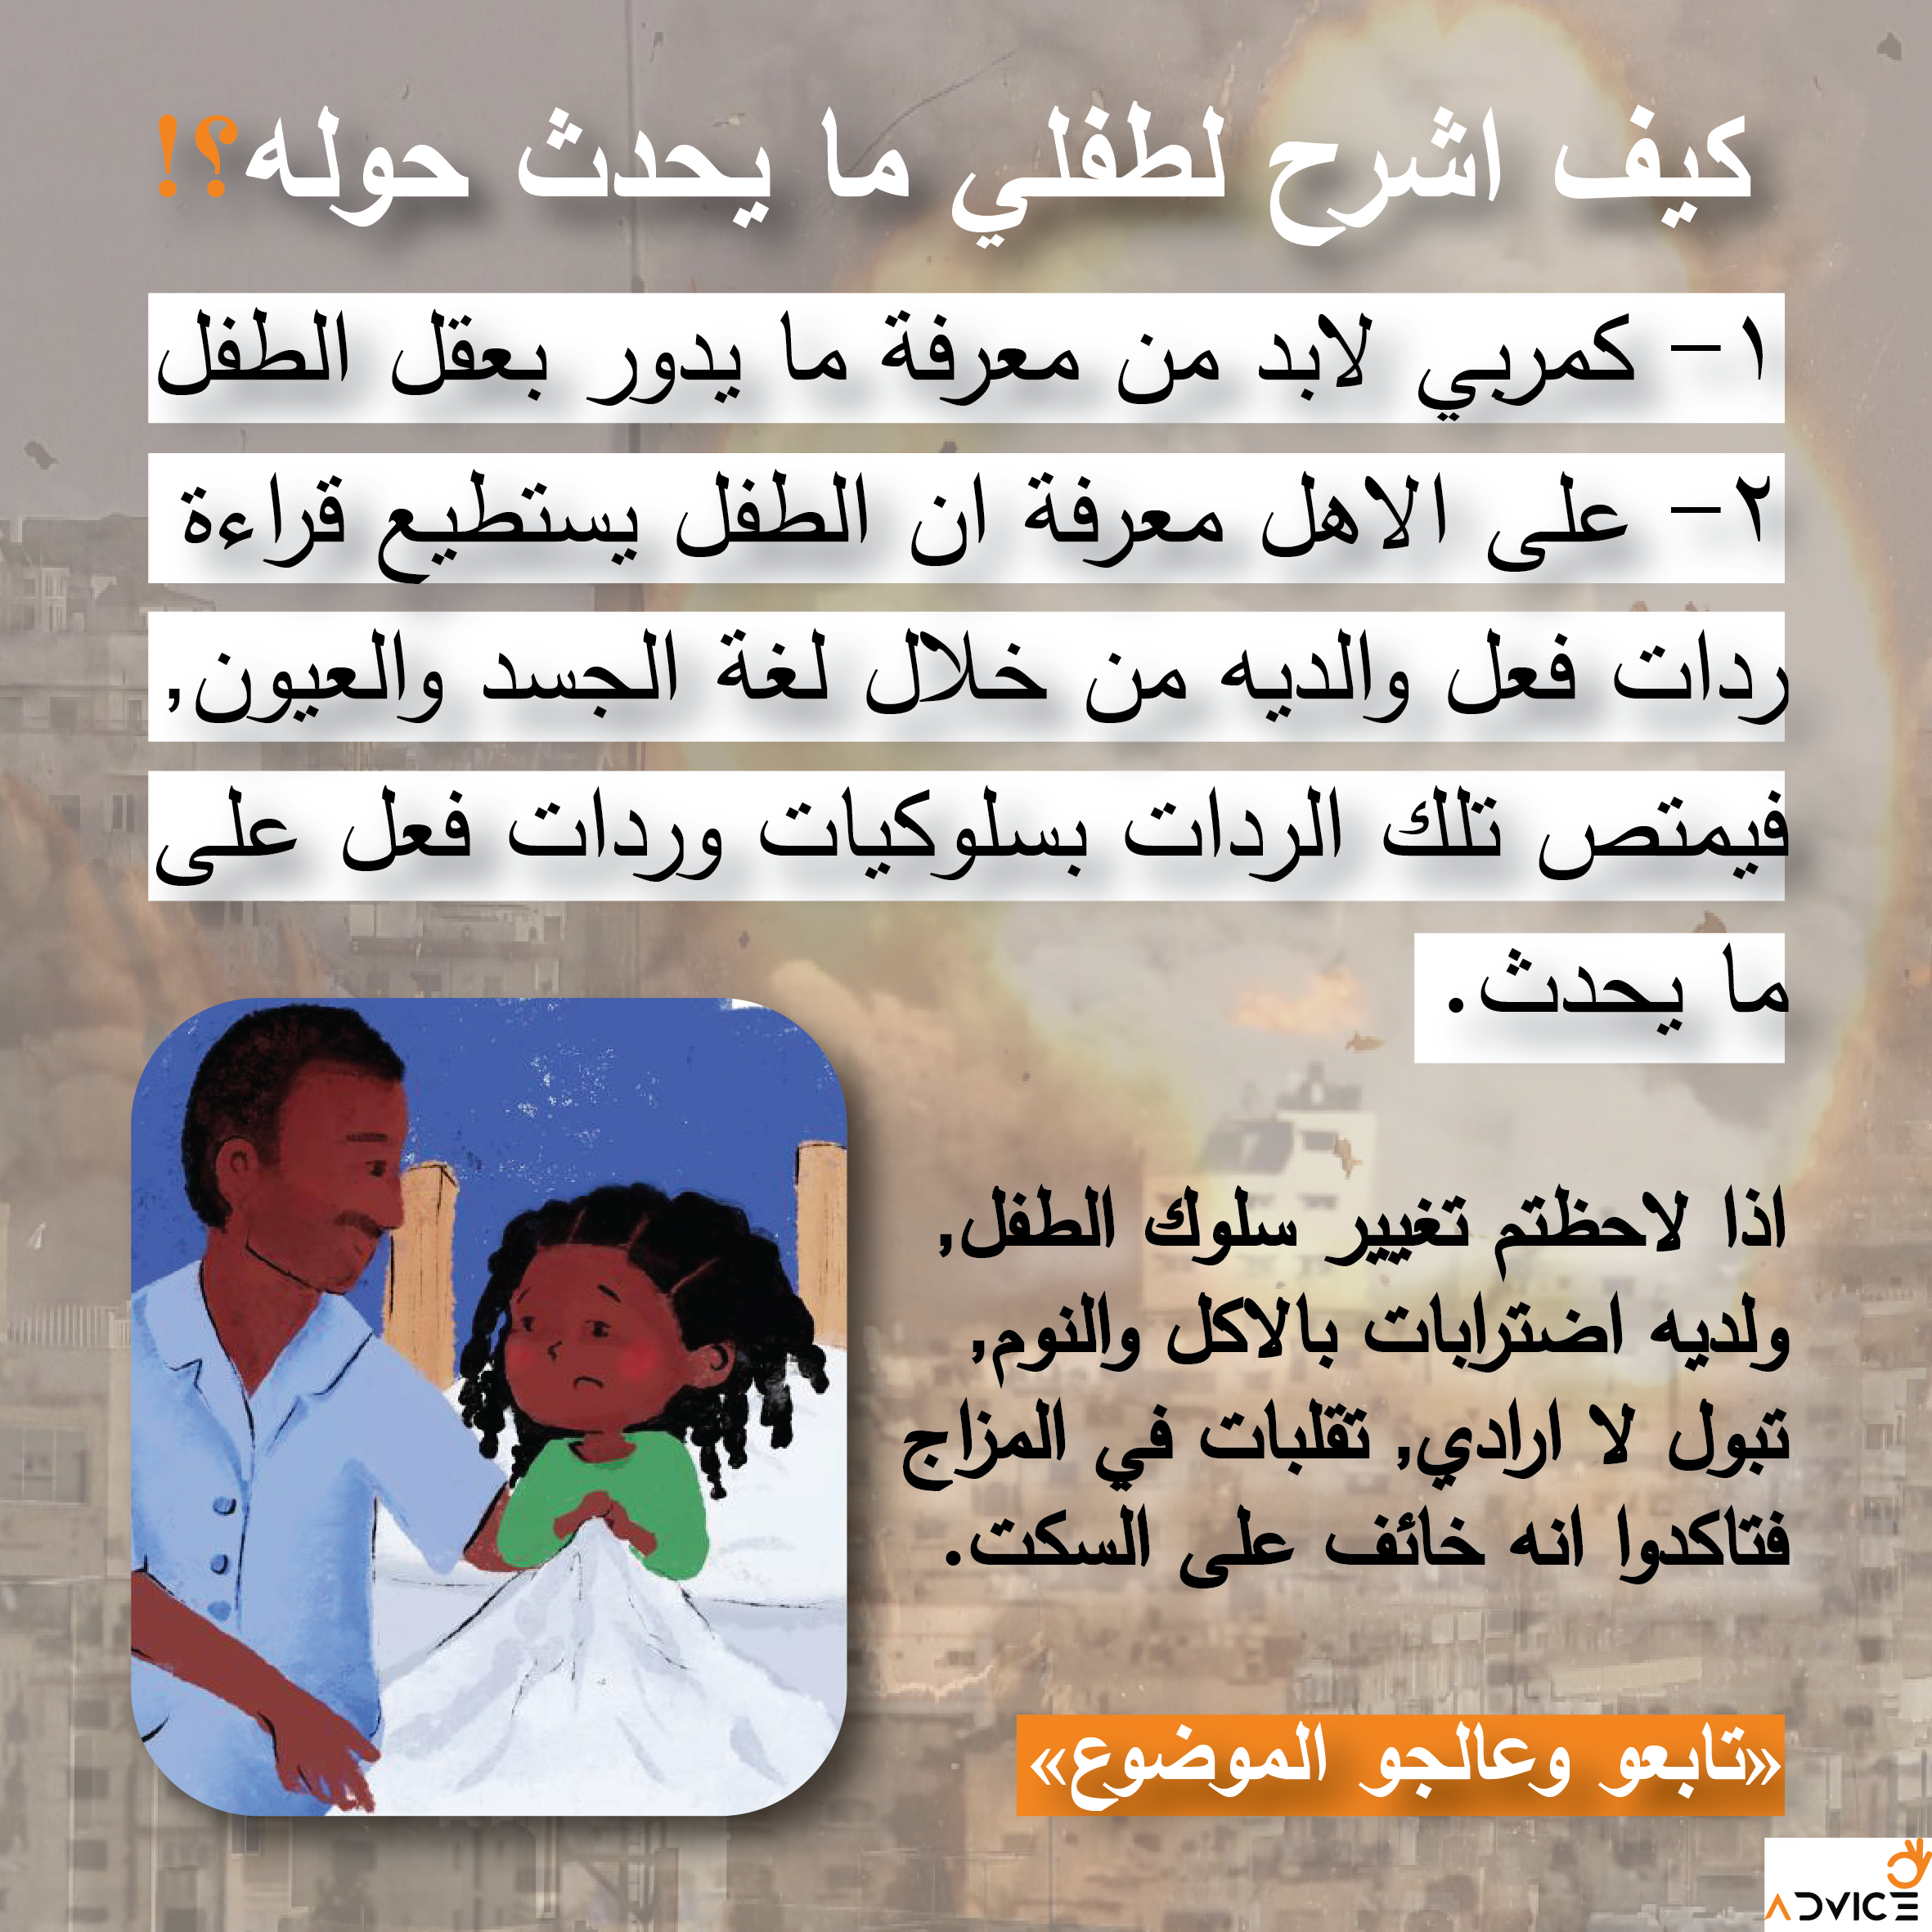 كيف اشرح لطفلي ما يحدث حوله؟!
١- كمربي لابد من معرفة ما يدور بعقل الطفل
٢- على الاهل معرفة ان الطفل يستطيع قراءة
ردات فعل والديه من خلال لغة الجسد والعيون,
فيمتص تلك الردات بسلوكيات وردات فعل على
ما يحدث.
اذا لاحظتم تغيير سلوك الطفل,
ولديه اضترابات بالاكل والنوم,
تبول لا ارادي, تقلبات في المزاج
فتاكدوا انه خائف على السكت.
«تابعو وعالجو الموضوع»
ADVICE